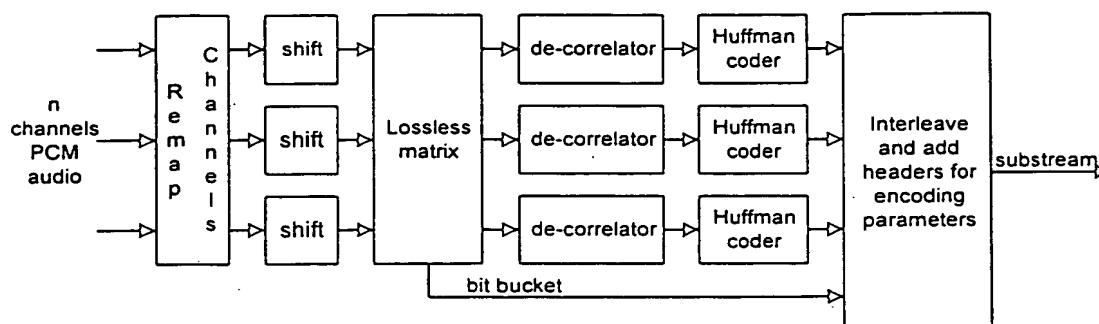 n
channels
PCM
audio
Remap
Channels
shift
shift
shift
Lossless
matrix
de-correlator
de-correlator
de-correlator
Huffman
coder
Huffman
coder
Huffman
coder
bit bucket
Interleave
and add
headers for
encoding
parameters
substream